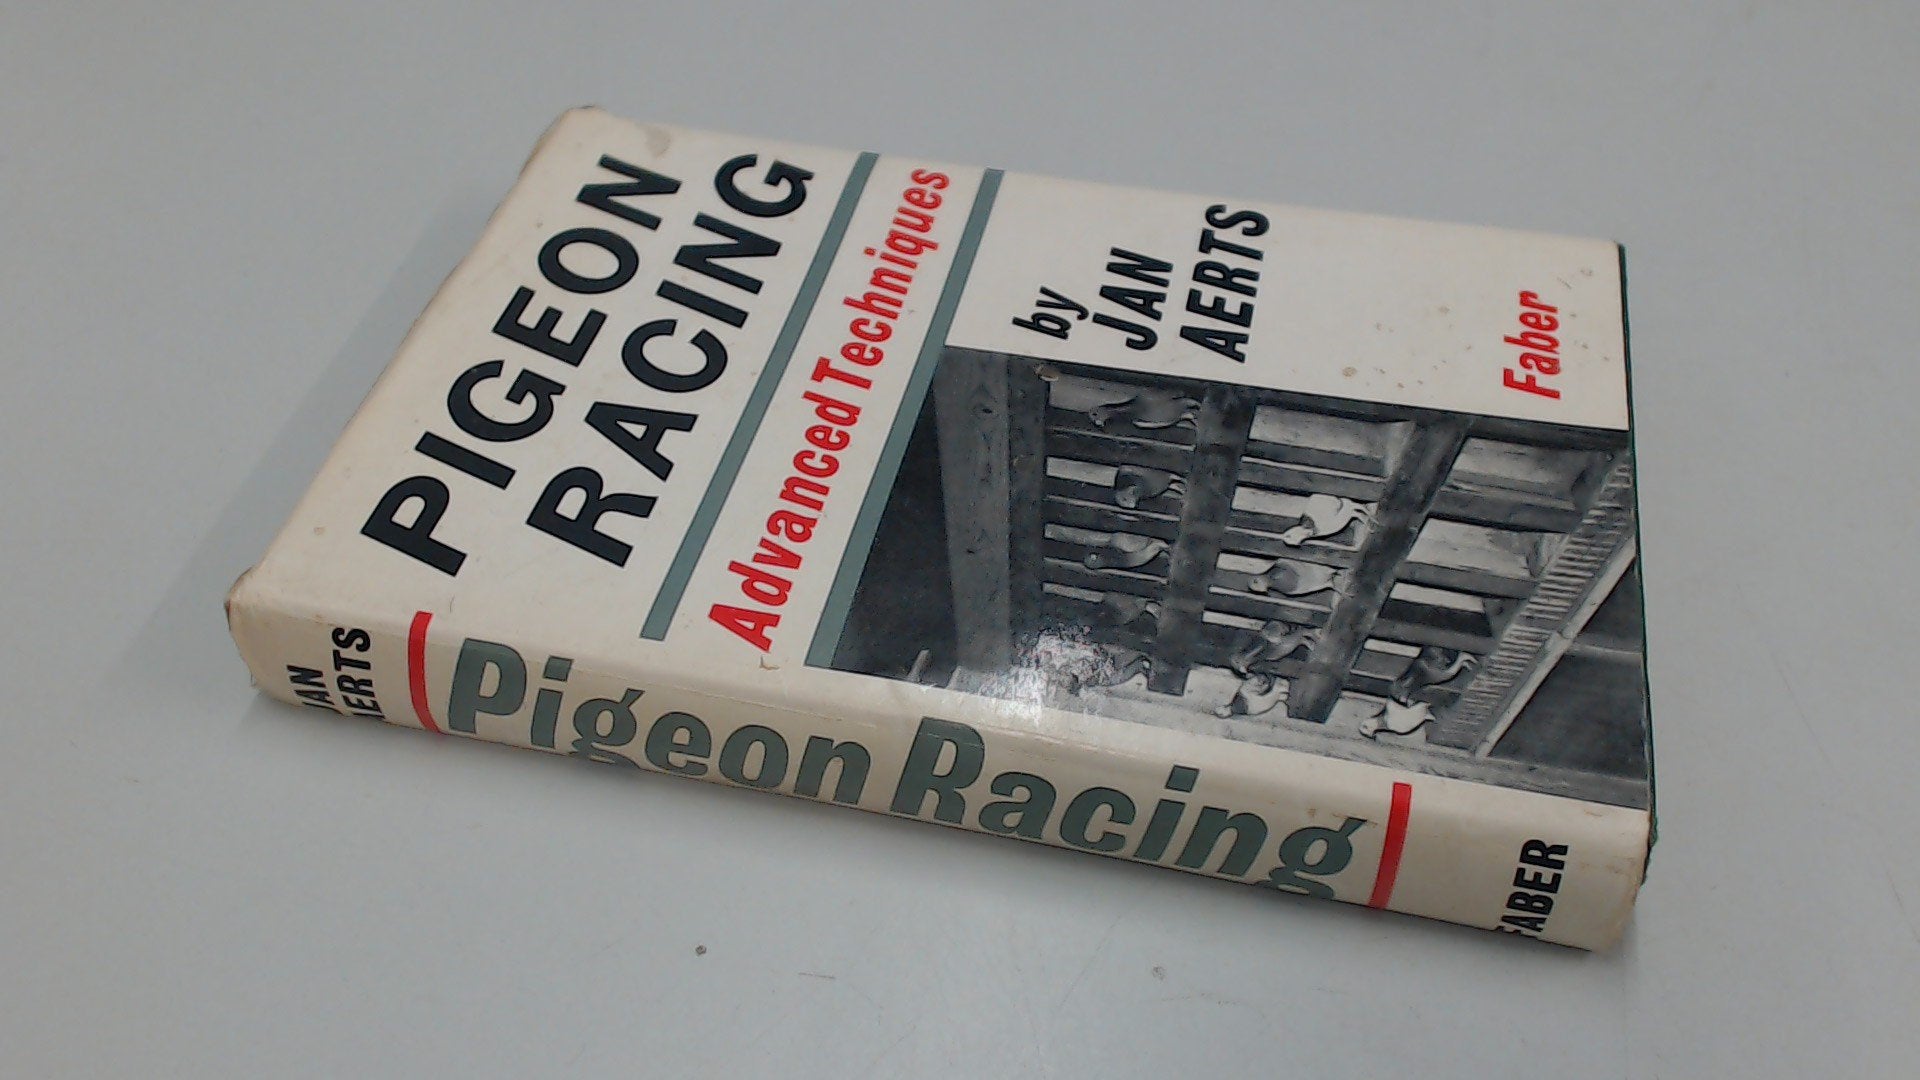 PIGEON
RACING
Advanced Techniques
by
JAN
AERTS
Faber
JAN
AERTS
Pigeon Racing
FABER